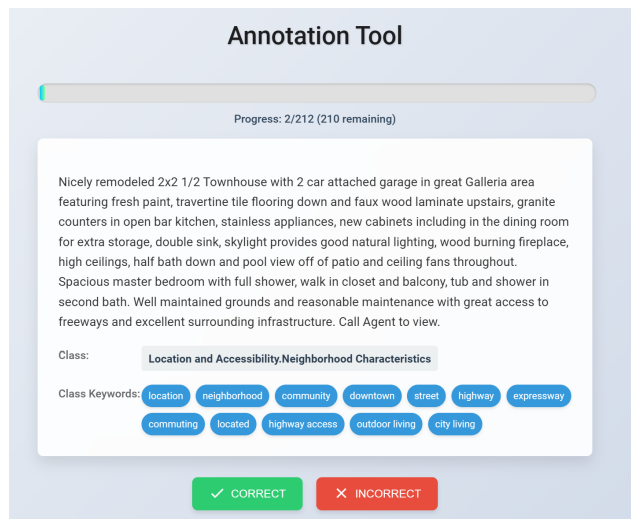 Annotation Tool
Progress: 2/212 (210 remaining)
Nicely remodeled 2x2 1/2 Townhouse with 2 car attached garage in great Galleria area
featuring fresh paint, travertine tile flooring down and faux wood laminate upstairs, granite
counters in open bar kitchen, stainless appliances, new cabinets including in the dining room
for extra storage, double sink, skylight provides good natural lighting, wood burning fireplace,
high ceilings, half bath down and pool view off of patio and ceiling fans throughout.
Spacious master bedroom with full shower, walk in closet and balcony, tub and shower in
second bath. Well maintained grounds and reasonable maintenance with great access to
freeways and excellent surrounding infrastructure. Call Agent to view.
Class: Location and Accessibility.Neighborhood Characteristics
Class Keywords: location neighborhood community downtown street highway expressway
commuting located highway access outdoor living city living
CORRECT INCORRECT